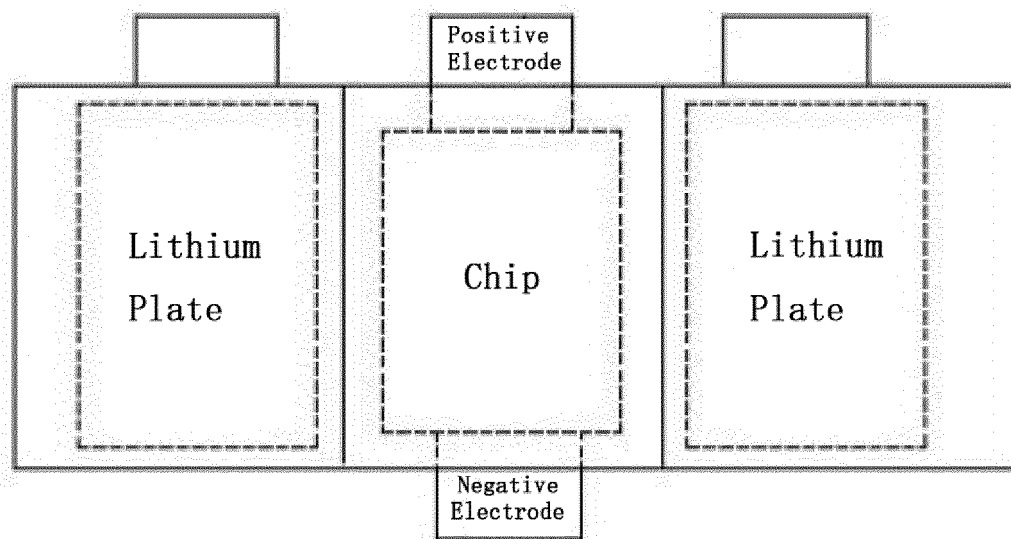 Positive
Electrode
Lithium
Plate
Chip
Lithium
Plate
Negative
Electrode